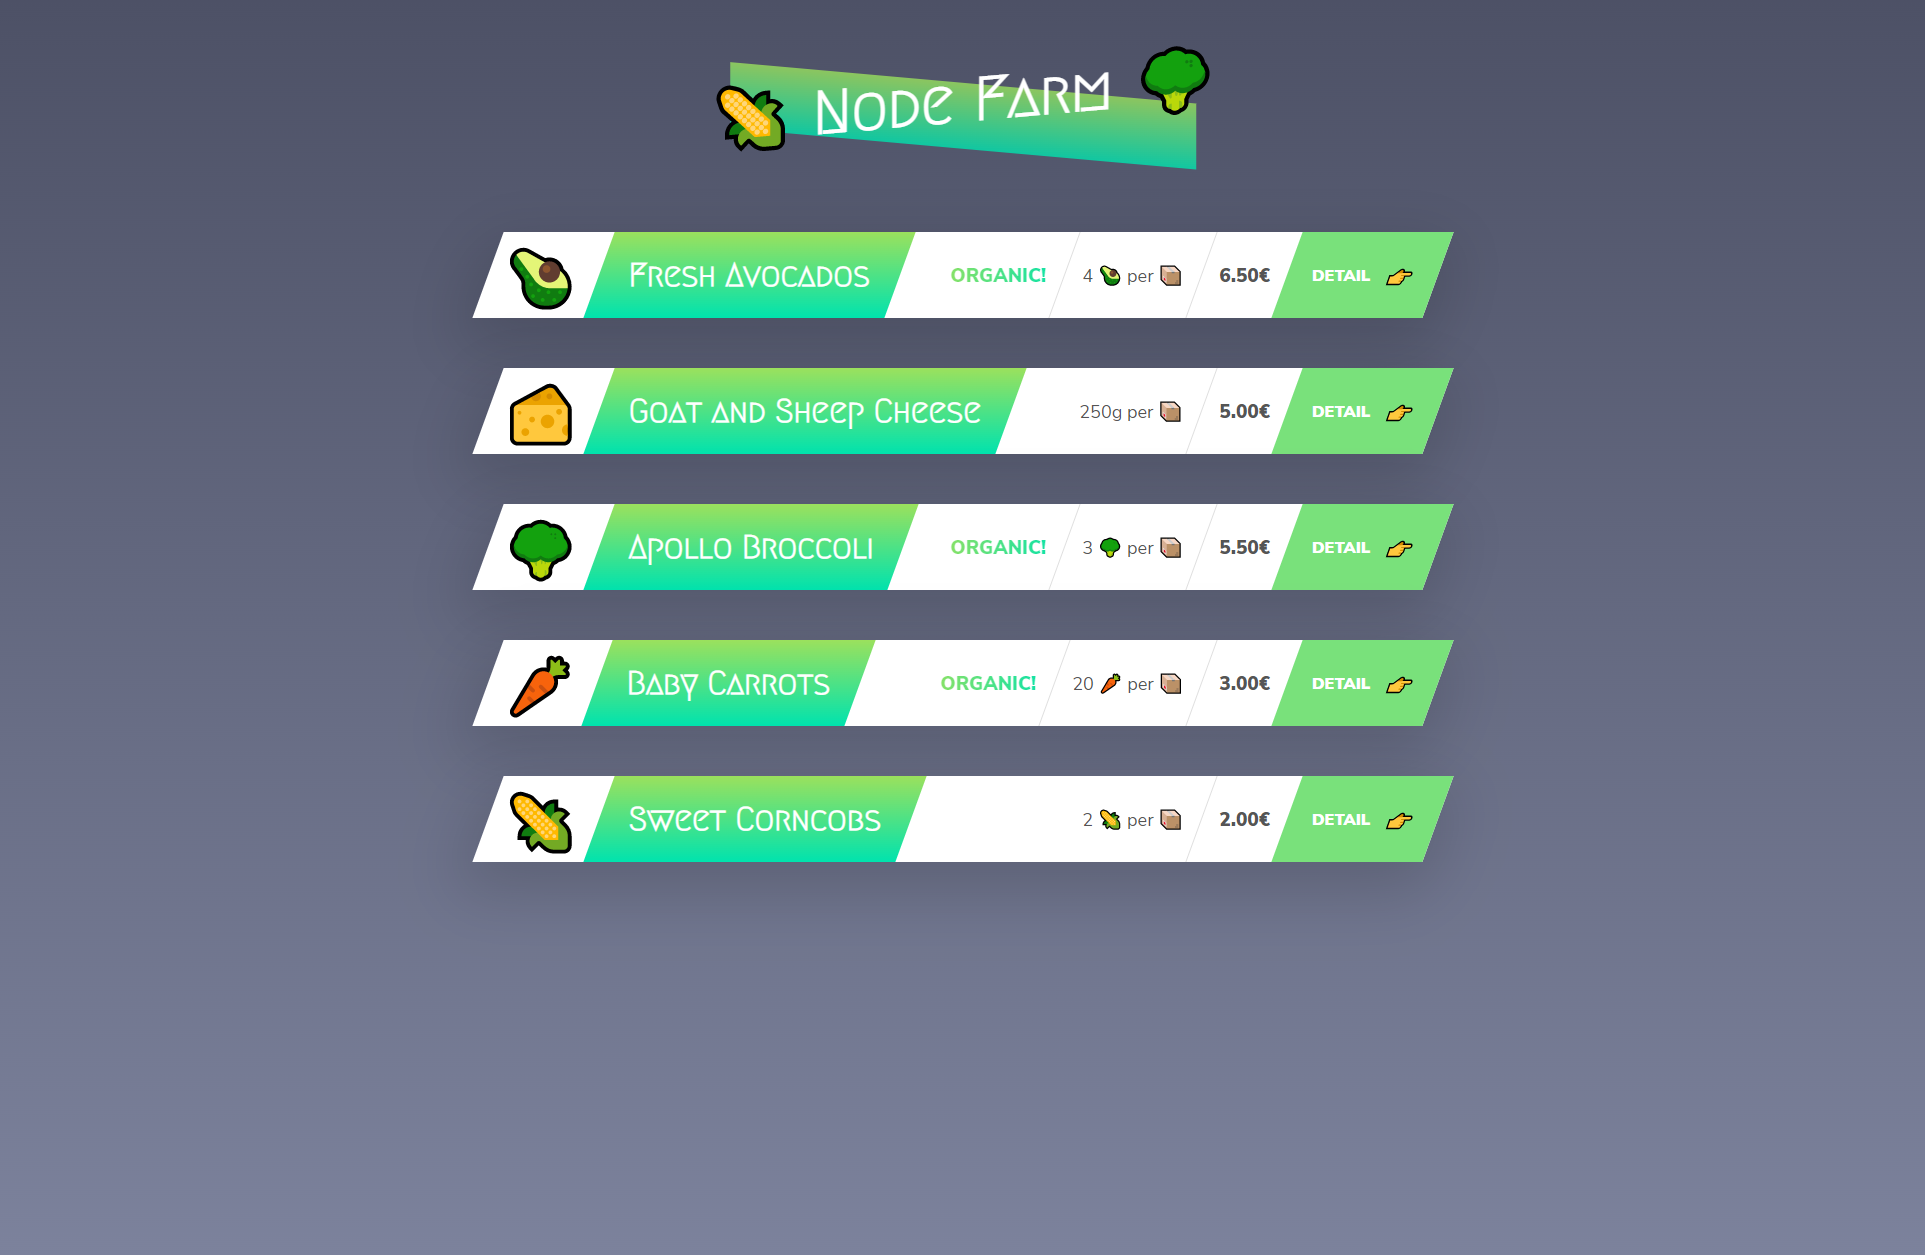 Node Farm
Fresh Avocados ORGANIC! 4 🥑 per 📦 6.50€ DETAIL 👉
Goat and Sheep Cheese 250g per 📦 5.00€ DETAIL 👉
Apollo Broccoli ORGANIC! 3 🥦 per 📦 5.50€ DETAIL 👉
Baby Carrots ORGANIC! 20 🥕 per 📦 3.00€ DETAIL 👉
Sweet Corncobs 2 🌽 per 📦 2.00€ DETAIL 👉